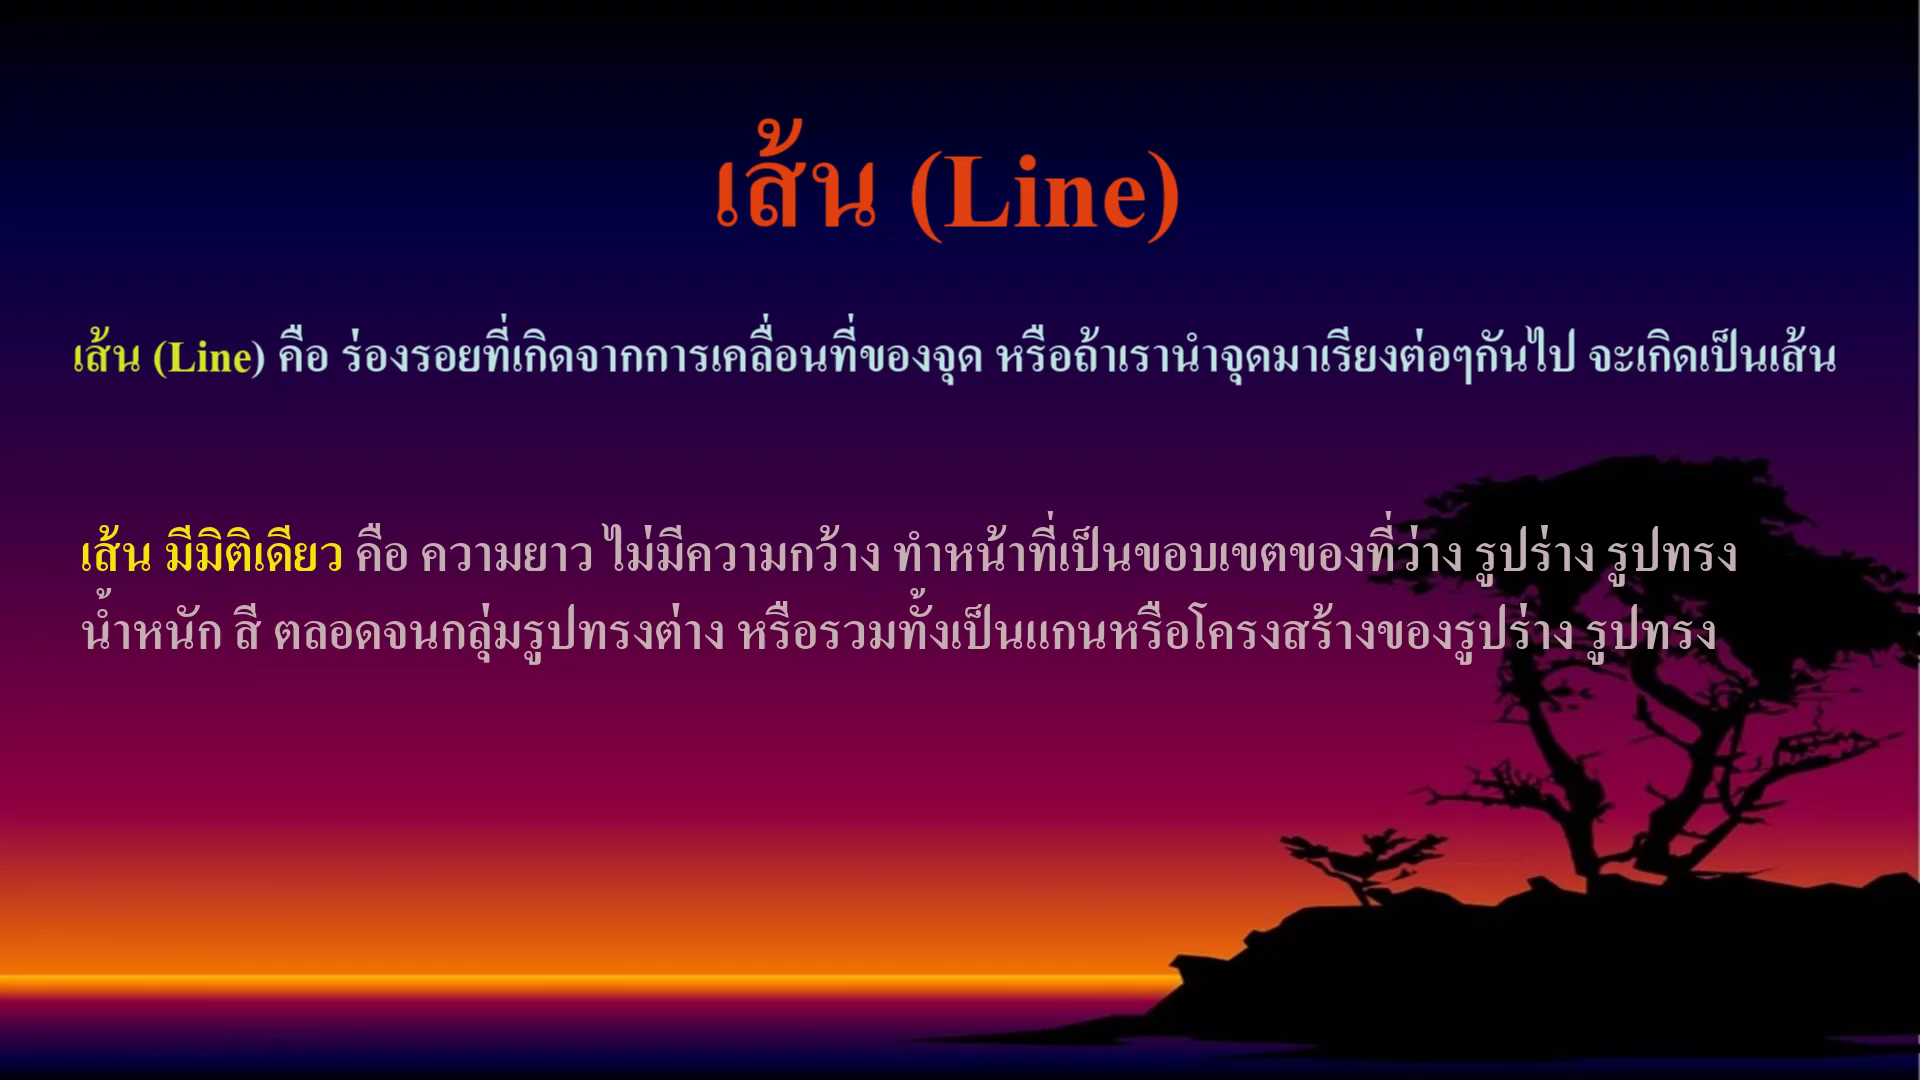 เส้น (Line)
เส้น (Line) คือ ร่องรอยที่เกิดจากการเคลื่อนที่ของจุด หรือถ้าเรานำจุดมาเรียงต่อๆกันไป จะเกิดเป็นเส้น
เส้น มีมิติเดียว คือ ความยาว ไม่มีความกว้าง ทำหน้าที่เป็นขอบเขตของที่ว่าง รูปร่าง รูปทรง
น้ำหนัก สี ตลอดจนกลุ่มรูปทรงต่าง หรือรวมทั้งเป็นแกนหรือโครงสร้างของรูปร่าง รูปทรง